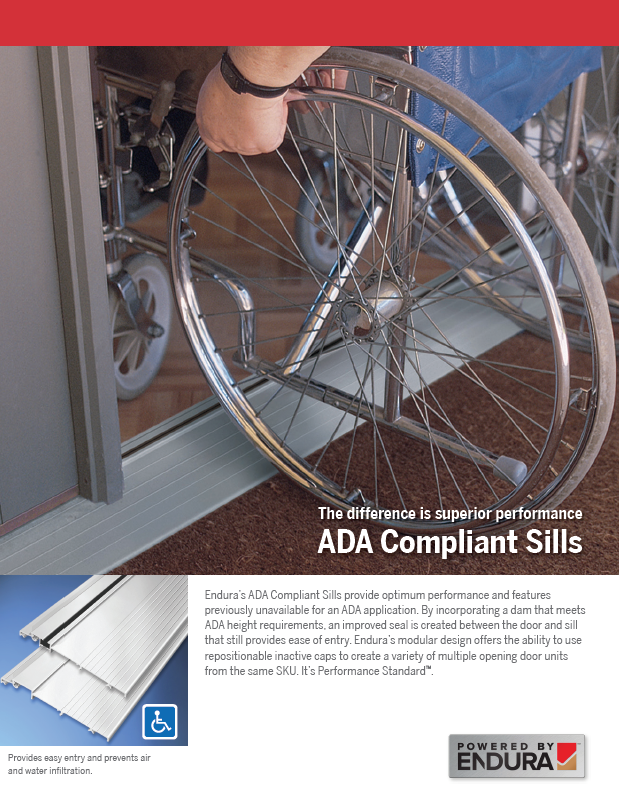 The difference is superior performance
ADA Compliant Sills
Endura's ADA Compliant Sills provide optimum performance and features
previously unavailable for an ADA application. By incorporating a dam that meets
ADA height requirements, an improved seal is created between the door and sill
that still provides ease of entry. Endura's modular design offers the ability to use
repositionable inactive caps to create a variety of multiple opening door units
from the same SKU. It's Performance Standard™.
Provides easy entry and prevents air
and water infiltration.
POWERED BY
ENDURA